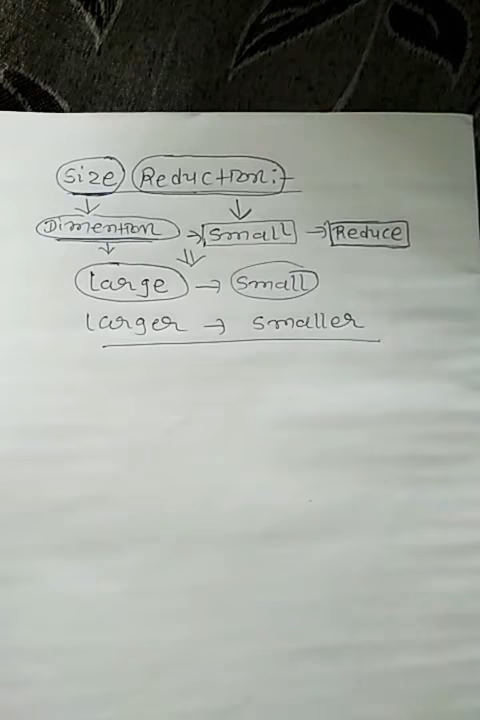 Size Reduction:-
Dimention → Small → Reduce
Large → Small
Larger → smaller